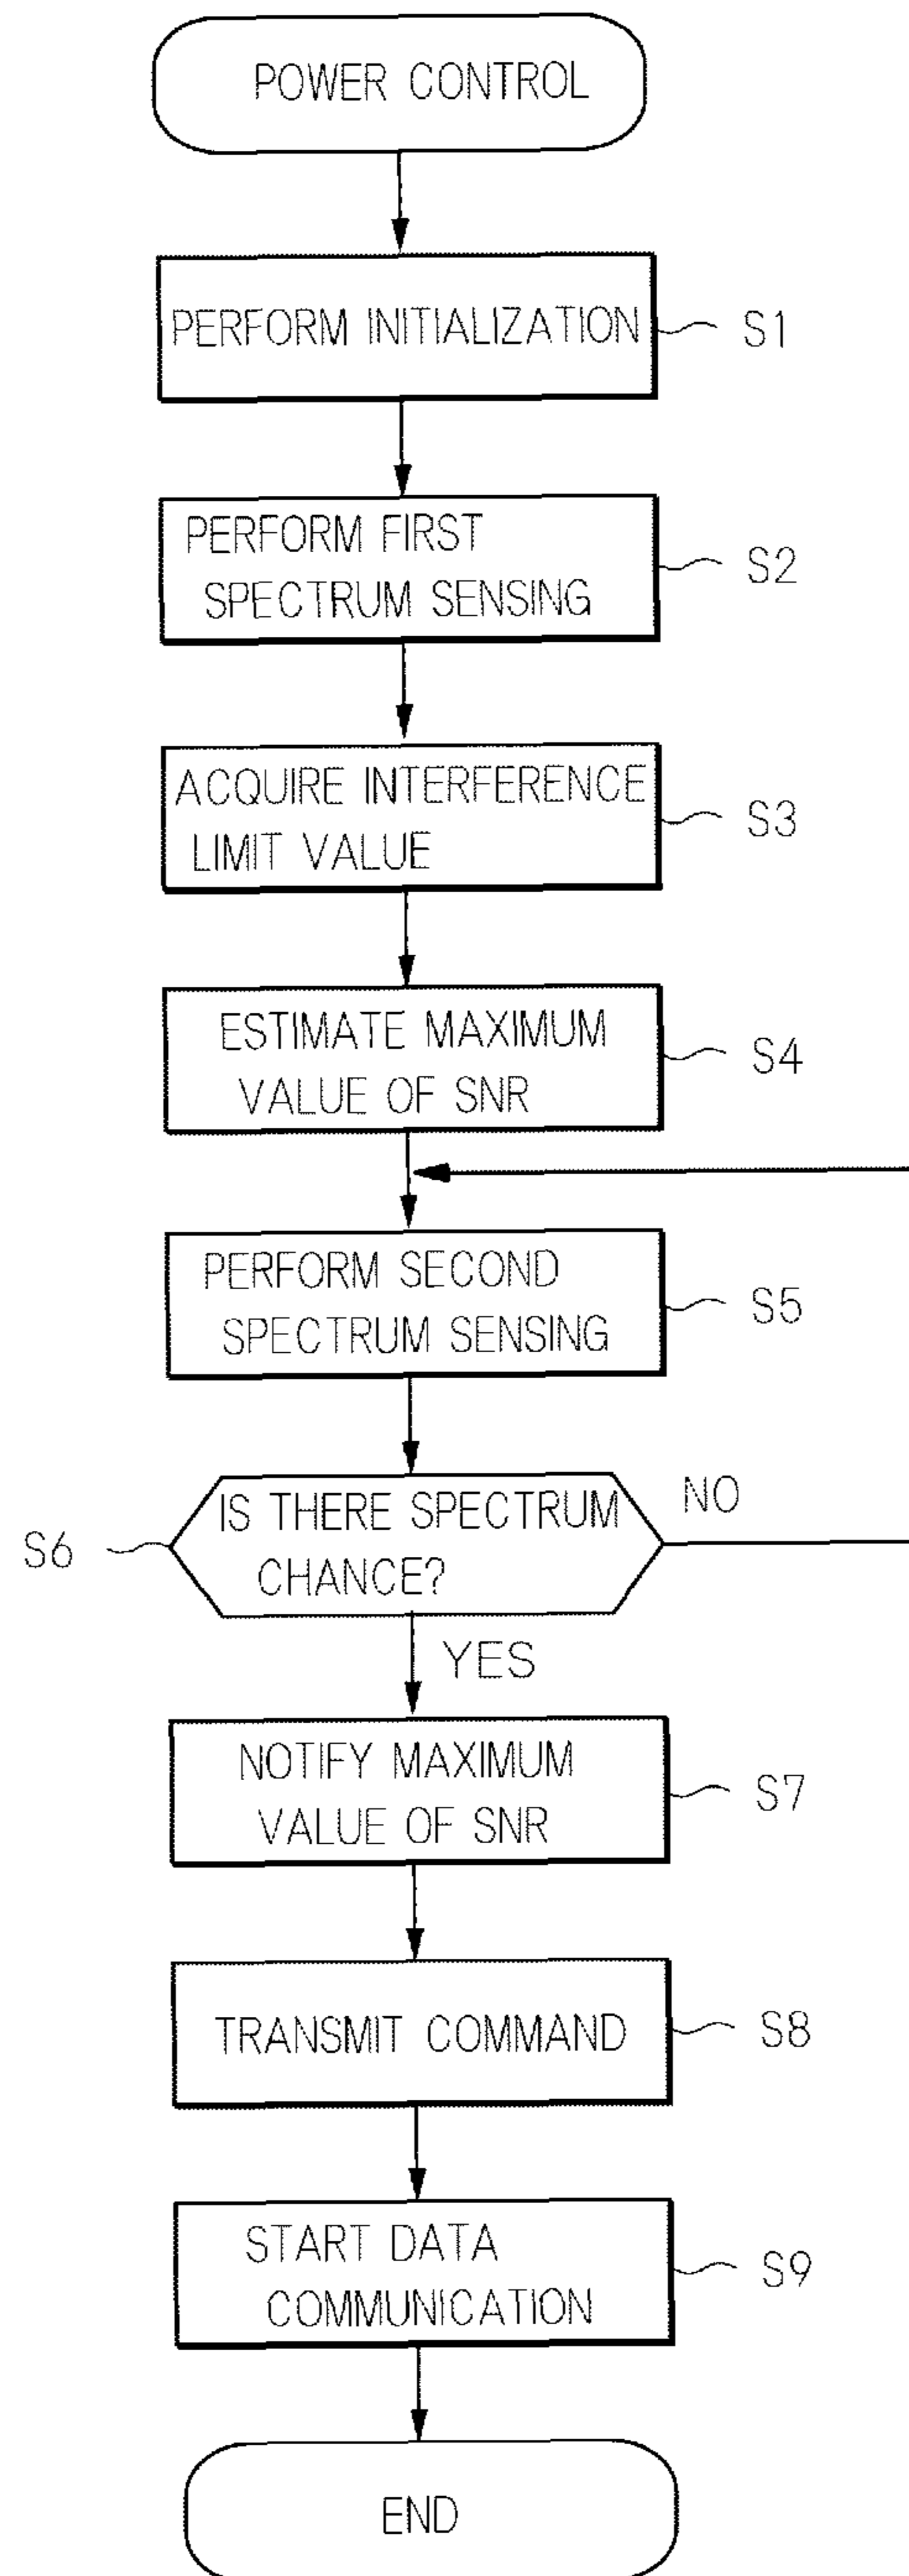 POWER CONTROL
PERFORM INITIALIZATION
S1
PERFORM FIRST
SPECTRUM SENSING
S2
ACQUIRE INTERFERENCE
LIMIT VALUE
S3
ESTIMATE MAXIMUM
VALUE OF SNR
S4
PERFORM SECOND
SPECTRUM SENSING
S5
IS THERE SPECTRUM
CHANCE?
NO
S6
YES
NOTIFY MAXIMUM
VALUE OF SNR
S7
TRANSMIT COMMAND
S8
START DATA
COMMUNICATION
S9
END